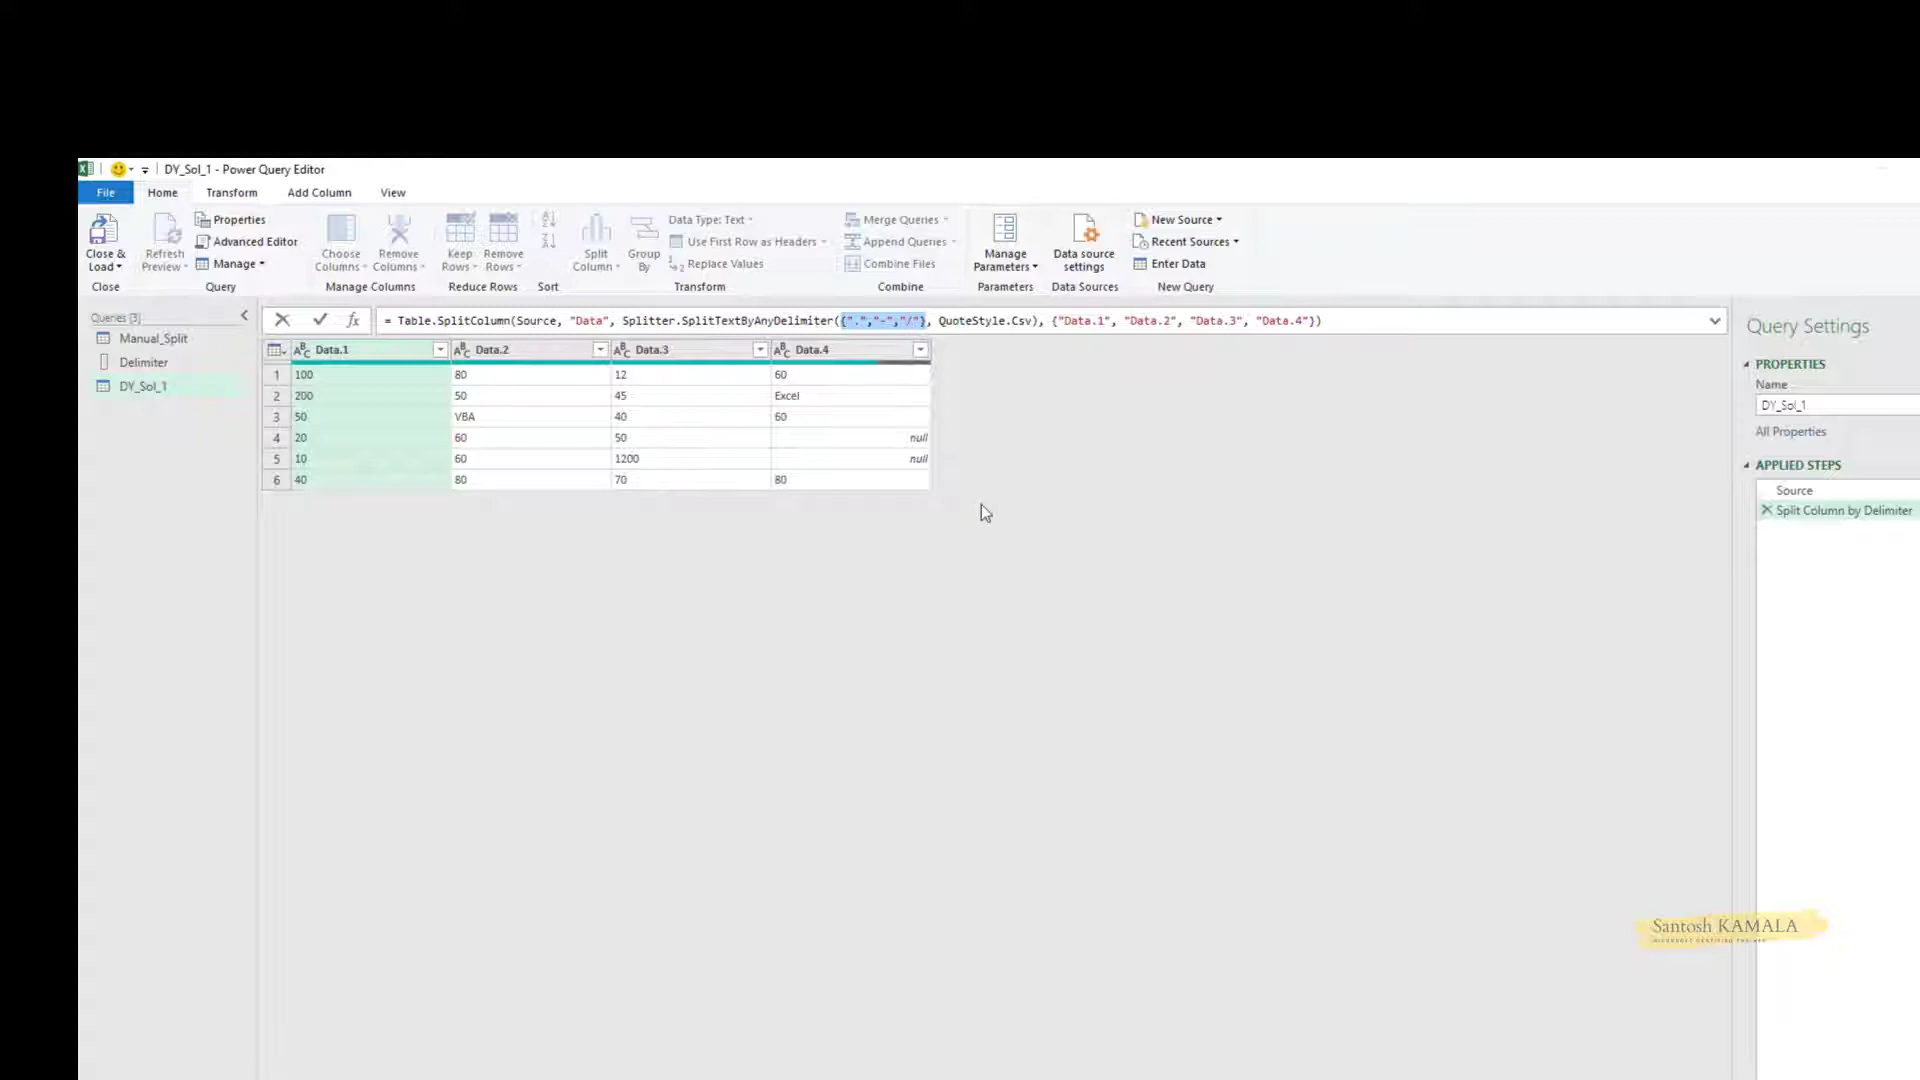 DY_Sol_1 - Power Query Editor
File Home Transform Add Column View
Close & Load
Close
Refresh Preview
Properties
Advanced Editor
Manage
Query
Choose Columns
Remove Columns
Manage Columns
Keep Rows
Remove Rows
Reduce Rows
Sort
Split Column
Group By
Data Type: Text
Use First Row as Headers
Replace Values
Transform
Merge Queries
Append Queries
Combine Files
Combine
Manage Parameters
Parameters
Data source settings
Data Sources
New Source
Recent Sources
Enter Data
New Query
Queries [3]
Manual_Split
Delimiter
DY_Sol_1
= Table.SplitColumn(Source, "Data", Splitter.SplitTextByAnyDelimiter({".","-","/"}, QuoteStyle.Csv), {"Data.1", "Data.2", "Data.3", "Data.4"})
Data.1 Data.2 Data.3 Data.4
1 100 80 12 60
2 200 50 45 Excel
3 50 VBA 40 60
4 20 60 50 null
5 10 60 1200 null
6 40 80 70 80
Query Settings
PROPERTIES
Name
DY_Sol_1
All Properties
APPLIED STEPS
Source
Split Column by Delimiter
Santosh KAMALA
MICROSOFT CERTIFIED TRAINER